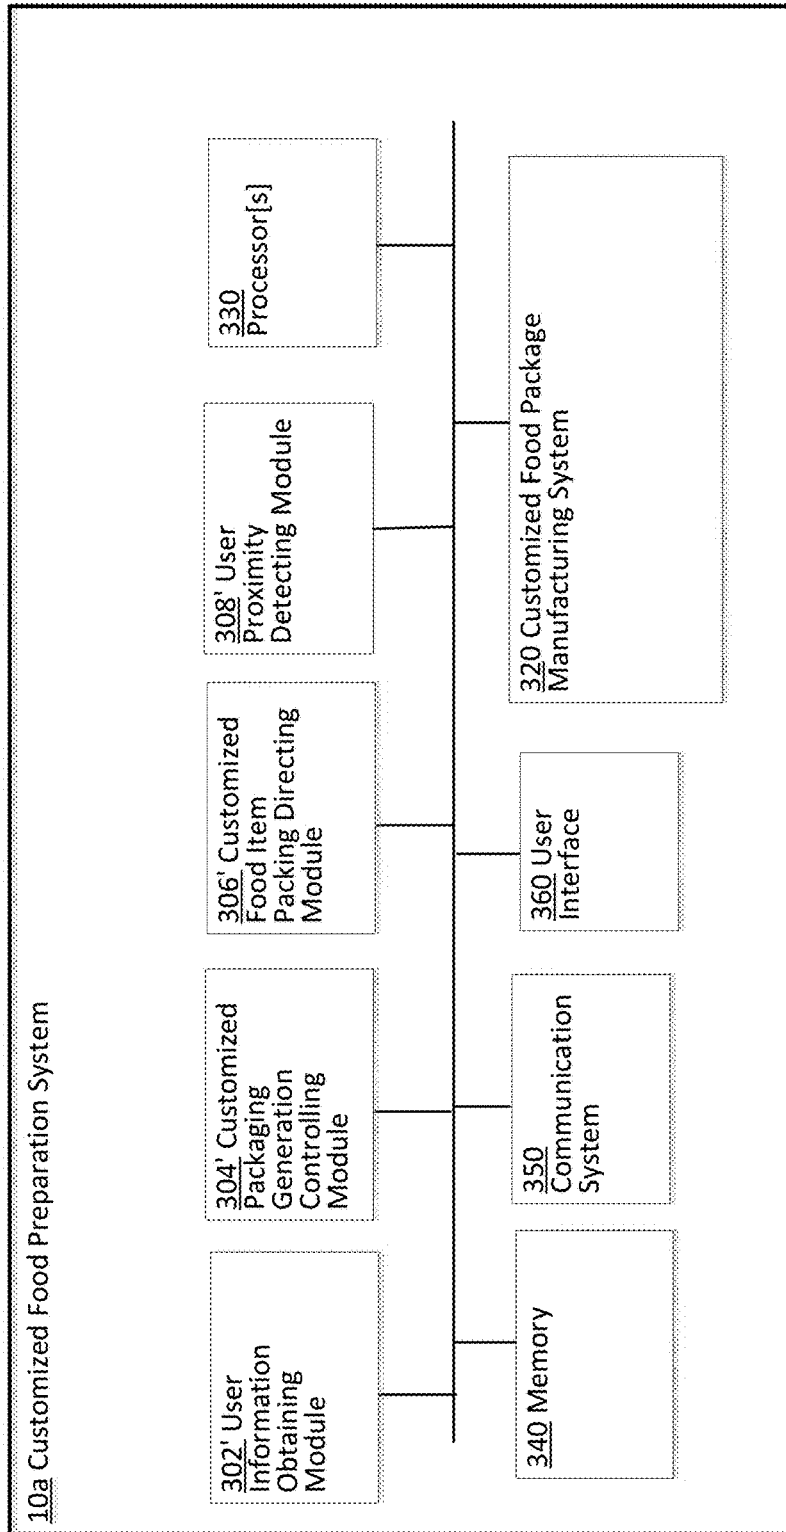 10a Customized Food Preparation System
302' User
Information
Obtaining
Module
304' Customized
Packaging
Generation
Controlling
Module
306' Customized
Food Item
Packing Directing
Module
308' User
Proximity
Detecting Module
330
Processor[s]
340 Memory
350
Communication
System
360 User
Interface
320 Customized Food Package
Manufacturing System